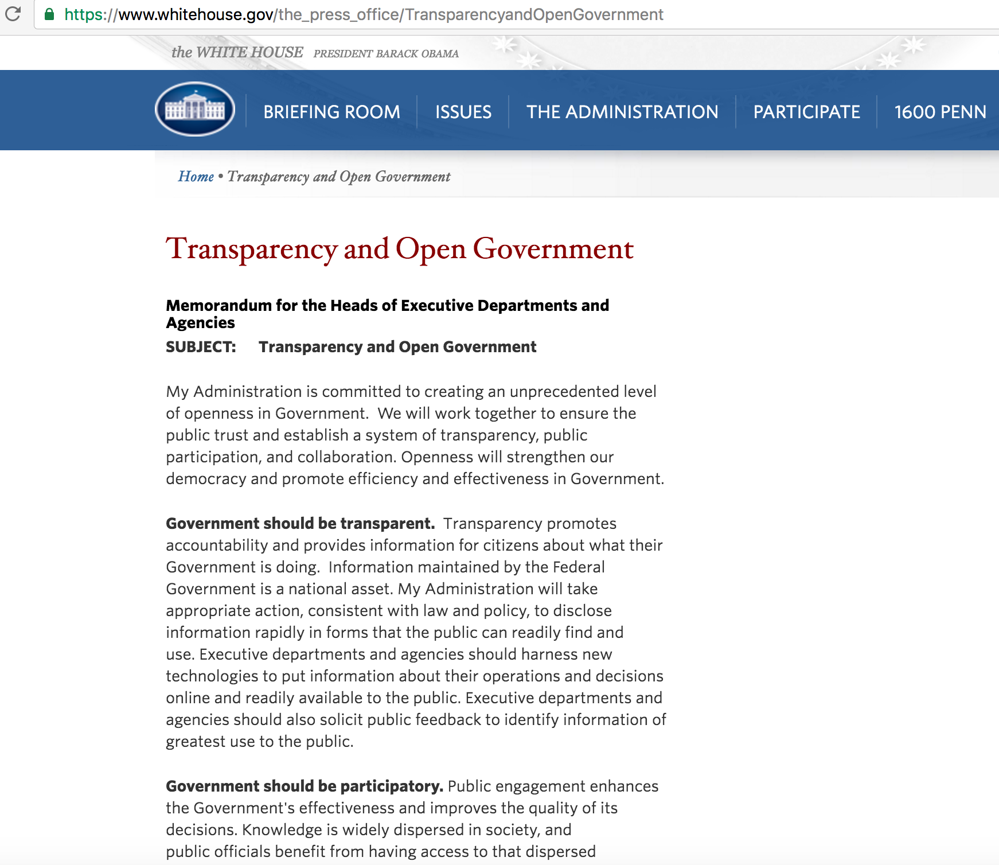 https://www.whitehouse.gov/the_press_office/TransparencyandOpenGovernment
the WHITE HOUSE PRESIDENT BARACK OBAMA
BRIEFING ROOM ISSUES THE ADMINISTRATION PARTICIPATE 1600 PENN
Home • Transparency and Open Government
Transparency and Open Government
Memorandum for the Heads of Executive Departments and
Agencies
SUBJECT: Transparency and Open Government
My Administration is committed to creating an unprecedented level
of openness in Government. We will work together to ensure the
public trust and establish a system of transparency, public
participation, and collaboration. Openness will strengthen our
democracy and promote efficiency and effectiveness in Government.
Government should be transparent. Transparency promotes
accountability and provides information for citizens about what their
Government is doing. Information maintained by the Federal
Government is a national asset. My Administration will take
appropriate action, consistent with law and policy, to disclose
information rapidly in forms that the public can readily find and
use. Executive departments and agencies should harness new
technologies to put information about their operations and decisions
online and readily available to the public. Executive departments and
agencies should also solicit public feedback to identify information of
greatest use to the public.
Government should be participatory. Public engagement enhances
the Government's effectiveness and improves the quality of its
decisions. Knowledge is widely dispersed in society, and
public officials benefit from having access to that dispersed